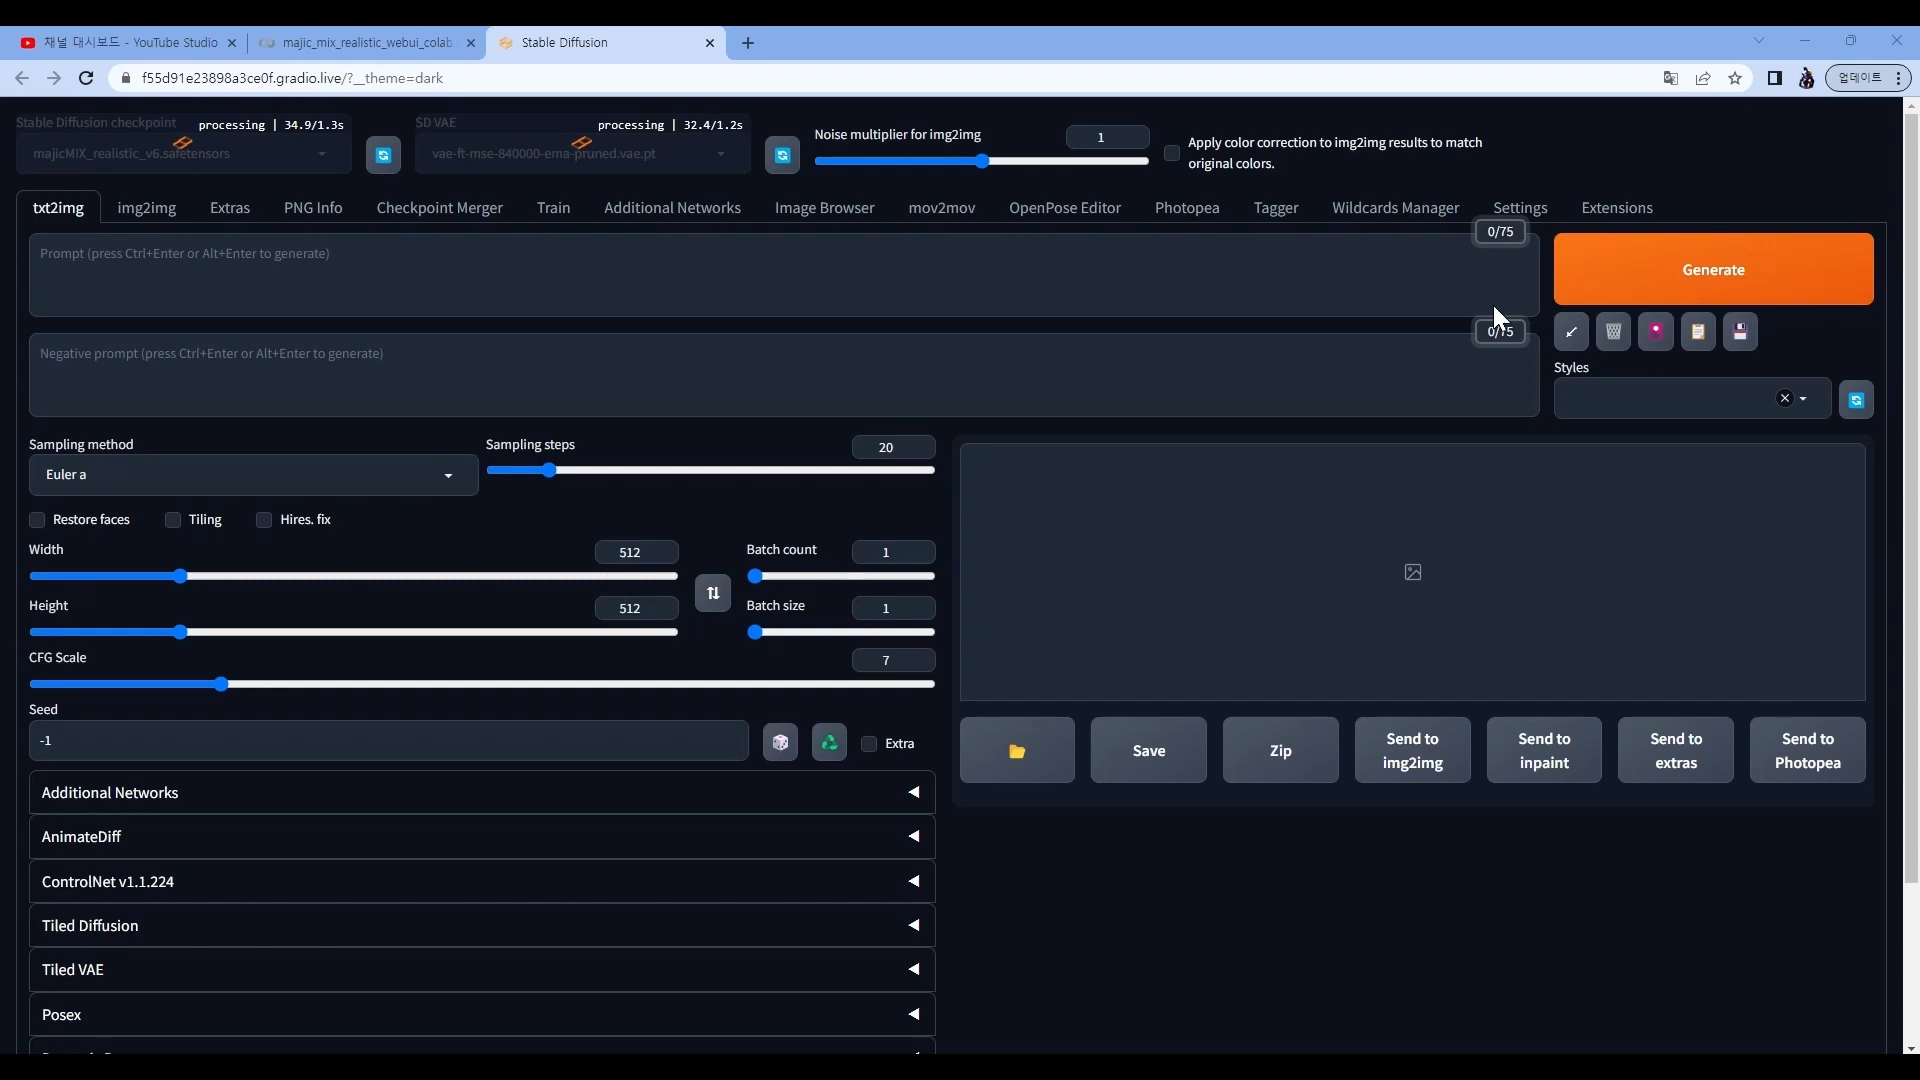 채널 대시보드 - YouTube Studio
majic_mix_realistic_webui_colab
Stable Diffusion
f55d91e23898a3ce0f.gradio.live/?__theme=dark
업데이트
Stable Diffusion checkpoint
processing | 34.9/1.3s
majicMIX_realistic_v6.safetensors
SD VAE
processing | 32.4/1.2s
vae-ft-mse-840000-ema-pruned.vae.pt
Noise multiplier for img2img
1
Apply color correction to img2img results to match
original colors.
txt2img
img2img
Extras
PNG Info
Checkpoint Merger
Train
Additional Networks
Image Browser
mov2mov
OpenPose Editor
Photopea
Tagger
Wildcards Manager
Settings
Extensions
0/75
Prompt (press Ctrl+Enter or Alt+Enter to generate)
Generate
0/75
Negative prompt (press Ctrl+Enter or Alt+Enter to generate)
Styles
Sampling method
Euler a
Sampling steps
20
Restore faces
Tiling
Hires. fix
Width
512
Batch count
1
Height
512
Batch size
1
CFG Scale
7
Seed
-1
Extra
Save
Zip
Send to
img2img
Send to
inpaint
Send to
extras
Send to
Photopea
Additional Networks
AnimateDiff
ControlNet v1.1.224
Tiled Diffusion
Tiled VAE
Posex